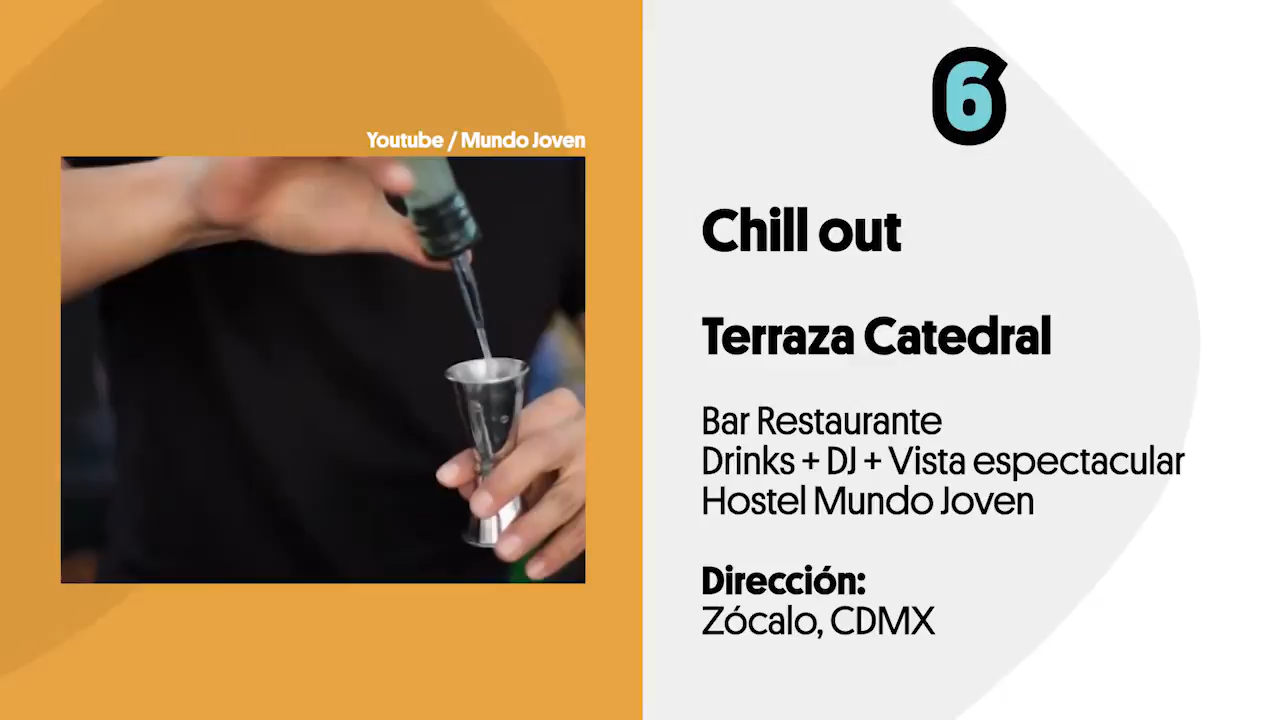 Youtube / Mundo Joven
6
Chill out
Terraza Catedral
Bar Restaurante
Drinks + DJ + Vista espectacular
Hostel Mundo Joven
Dirección:
Zócalo, CDMX